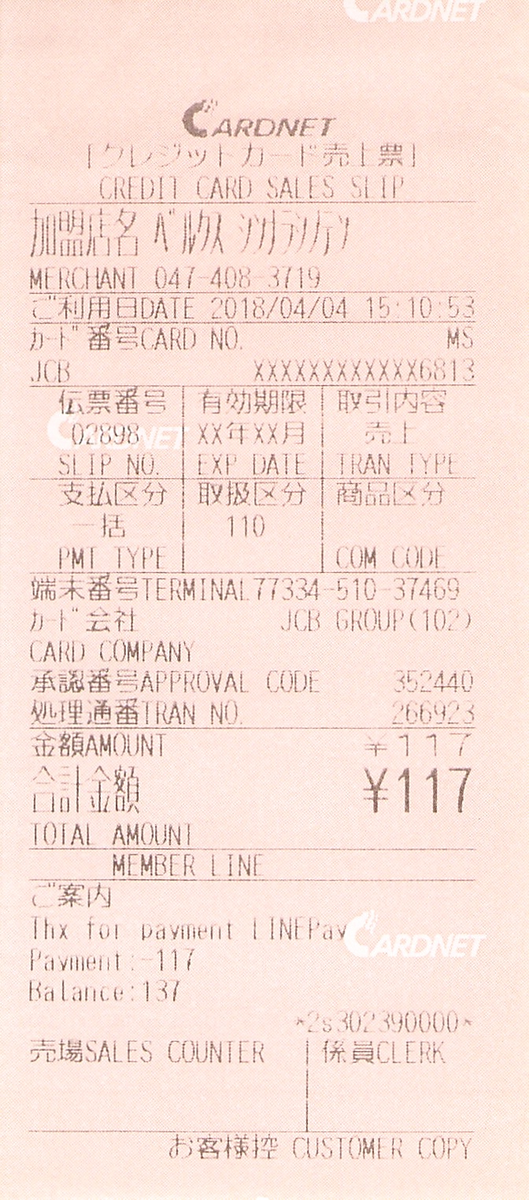 CARDNET
CARDNET
[クレジットカード売上票]
CREDIT CARD SALES SLIP
加盟店名 ベルクス
MERCHANT 047-408-3719
ご利用日DATE 2018/04/04 15:10:53
カード番号CARD NO. MS
JCB XXXXXXXXXXXX6813
伝票番号 有効期限 取引内容
02898 XX年XX月 売上
CARDNET
SLIP NO. EXP DATE TRAN TYPE
支払区分 取扱区分 商品区分
一括 110
PMT TYPE COM CODE
端末番号TERMINAL77334-510-37469
カード会社 JCB GROUP(102)
CARD COMPANY
承認番号APPROVAL CODE 352440
処理通番TRAN NO. 266923
金額AMOUNT ¥117
合計金額 ¥117
TOTAL AMOUNT
MEMBER LINE
ご案内
Thx for payment LINEPay
CARDNET
Payment:-117
Balance:137
*2s302390000*
売場SALES COUNTER 係員CLERK
お客様控 CUSTOMER COPY